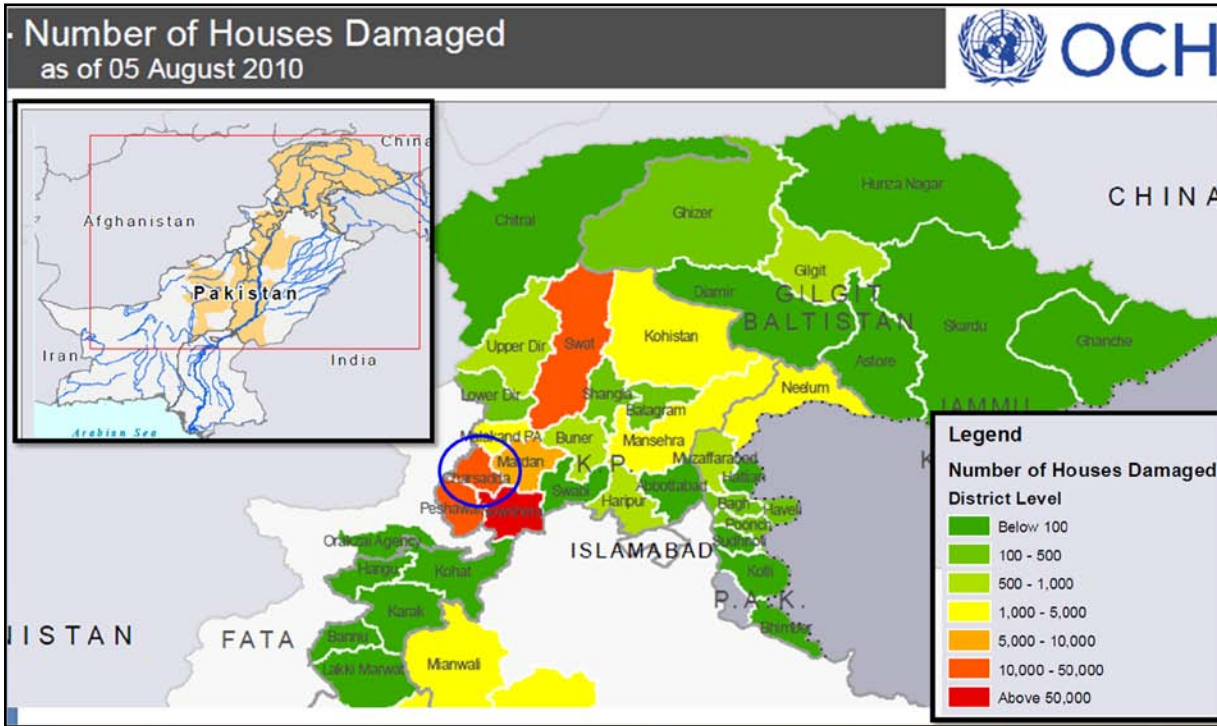 · Number of Houses Damaged
as of 05 August 2010
OCH
China
Afghanistan
Pakistan
Iran
India
Arabian Sea
CHINA
Hunza Nagar
Chitral
Ghizer
Gilgit
GILGIT
BALTISTAN
Diamir
Skardu
Ghanche
Kohistan
Astore
Upper Dir
Swat
Neelum
Lower Dir
Shangla
Batagram
JAMMU
Malakand PA
Buner
Mansehra
Muzaffarabad
Mardan
K P.
Hattian
Charsadda
Swabi
Abbottabad
Haripur
Bagh
Haveli
Peshawar
Poonch
Sudhnoti
ISLAMABAD
Orakzai Agency
Hangu
Kohat
Kotli
P.A.K.
Karak
Bhimber
NISTAN
FATA
Bannu
Lakki Marwat
Mianwali
K
Legend
Number of Houses Damaged
District Level
Below 100
100 - 500
500 - 1,000
1,000 - 5,000
5,000 - 10,000
10,000 - 50,000
Above 50,000